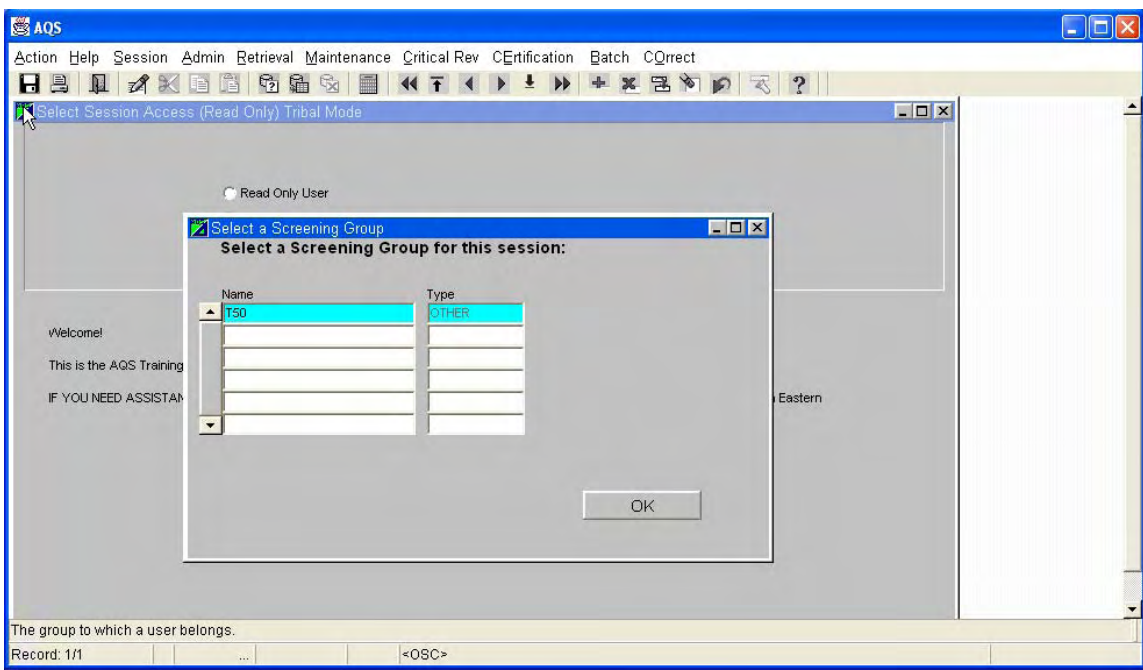 AQS
Action Help Session Admin Retrieval Maintenance Critical Rev CErtification Batch COrrect
Select Session Access (Read Only) Tribal Mode
Read Only User
Select a Screening Group
Select a Screening Group for this session:
Name Type
T50 OTHER
Welcome!
This is the AQS Training
IF YOU NEED ASSISTAN Eastern
OK
The group to which a user belongs.
Record: 1/1 ... <OSC>